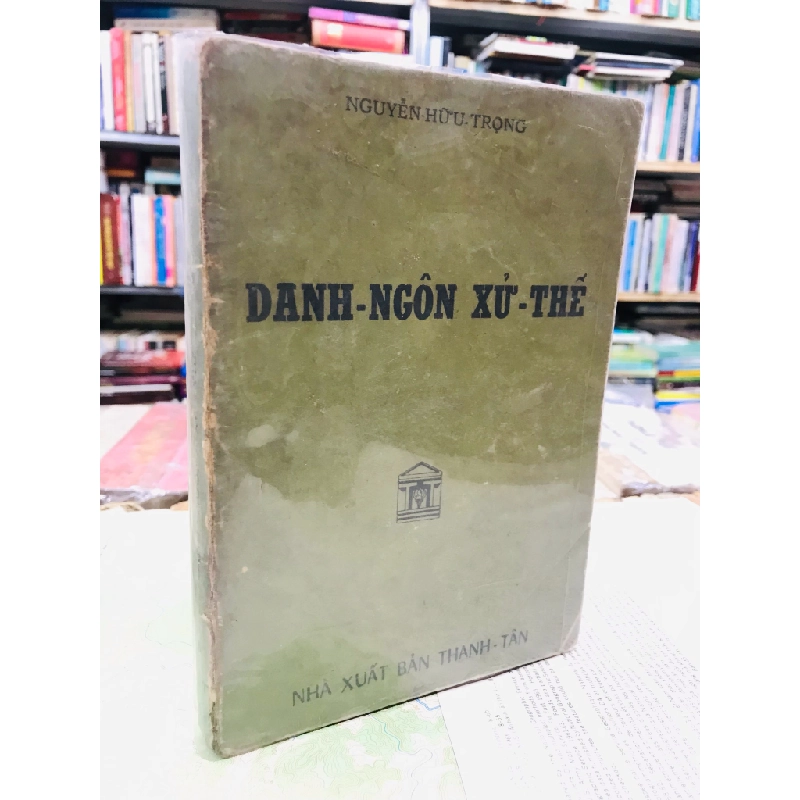 NGUYỄN-HỮU-TRỌNG
DANH-NGÔN XỬ-THẾ
NHÀ XUẤT BẢN THANH-TÂN